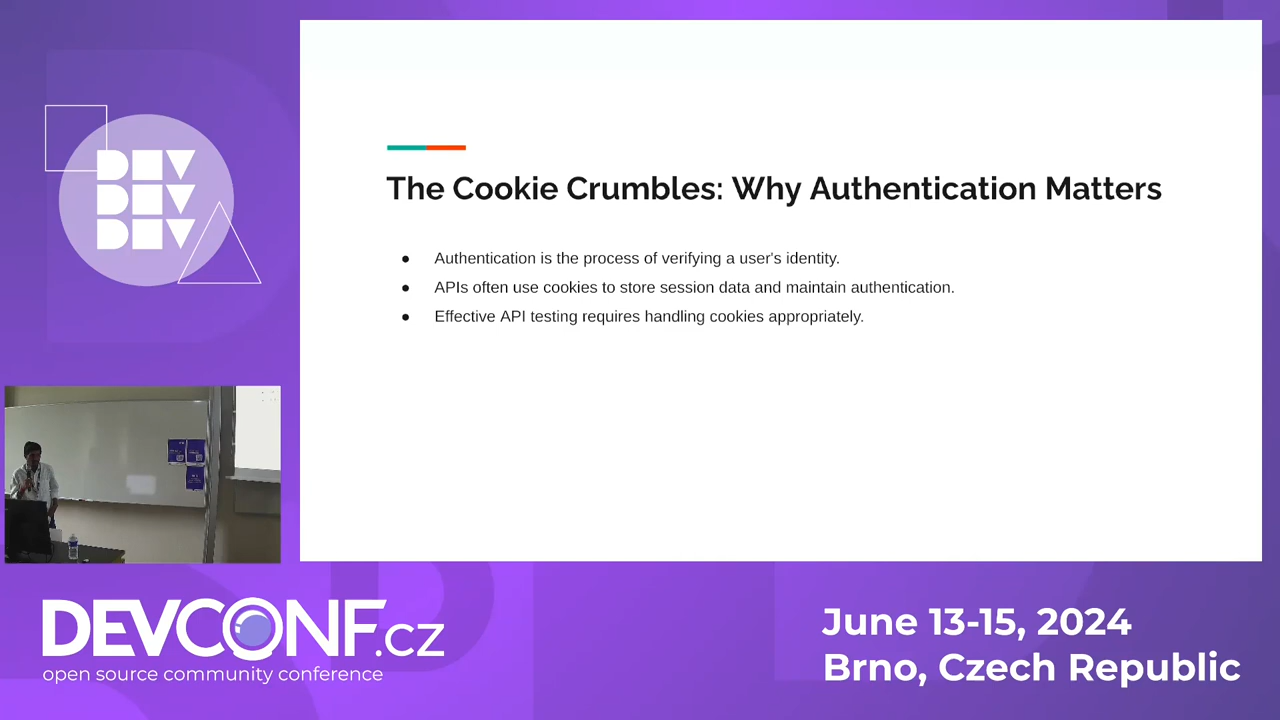 DEV
DEV
DEV
The Cookie Crumbles: Why Authentication Matters
● Authentication is the process of verifying a user's identity.
● APIs often use cookies to store session data and maintain authentication.
● Effective API testing requires handling cookies appropriately.
DEVCONF.cz
open source community conference
June 13-15, 2024
Brno, Czech Republic